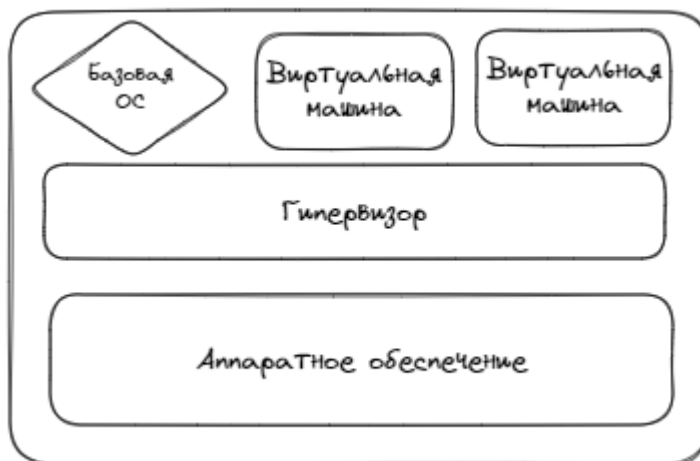 Базовая
ОС
Виртуальная
машина
Виртуальная
машина
Гипервизор
Аппаратное обеспечение